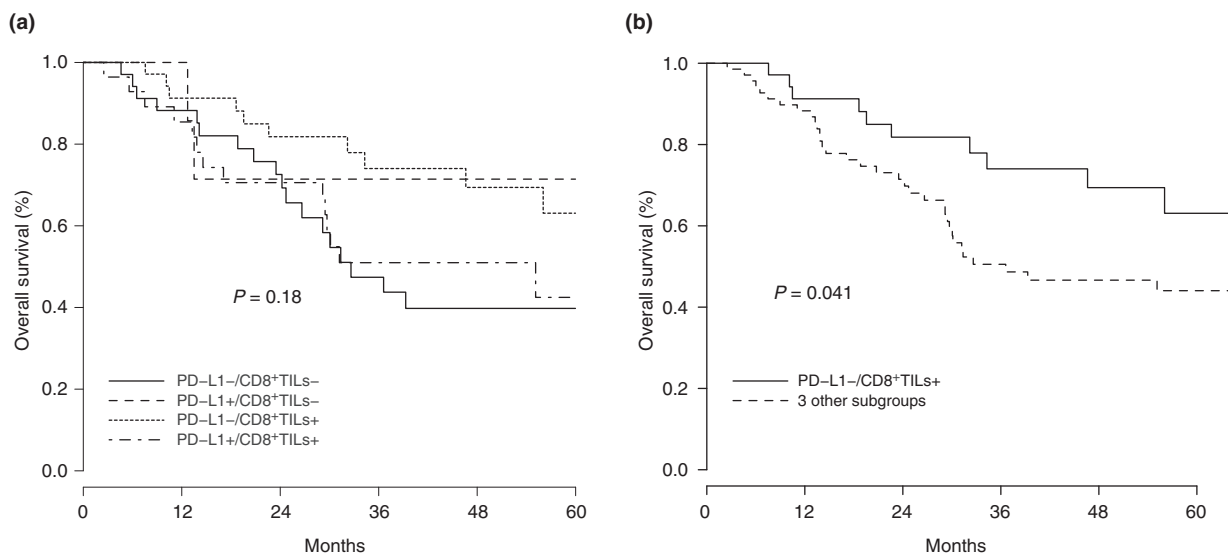 (a)
1.0
0.8
0.6
0.4
0.2
0.0
Overall survival (%)
P = 0.18
PD–L1–/CD8⁺TILs–
PD–L1+/CD8⁺TILs–
PD–L1–/CD8⁺TILs+
PD–L1+/CD8⁺TILs+
0 12 24 36 48 60
Months
(b)
1.0
0.8
0.6
0.4
0.2
0.0
Overall survival (%)
P = 0.041
PD–L1–/CD8⁺TILs+
3 other subgroups
0 12 24 36 48 60
Months